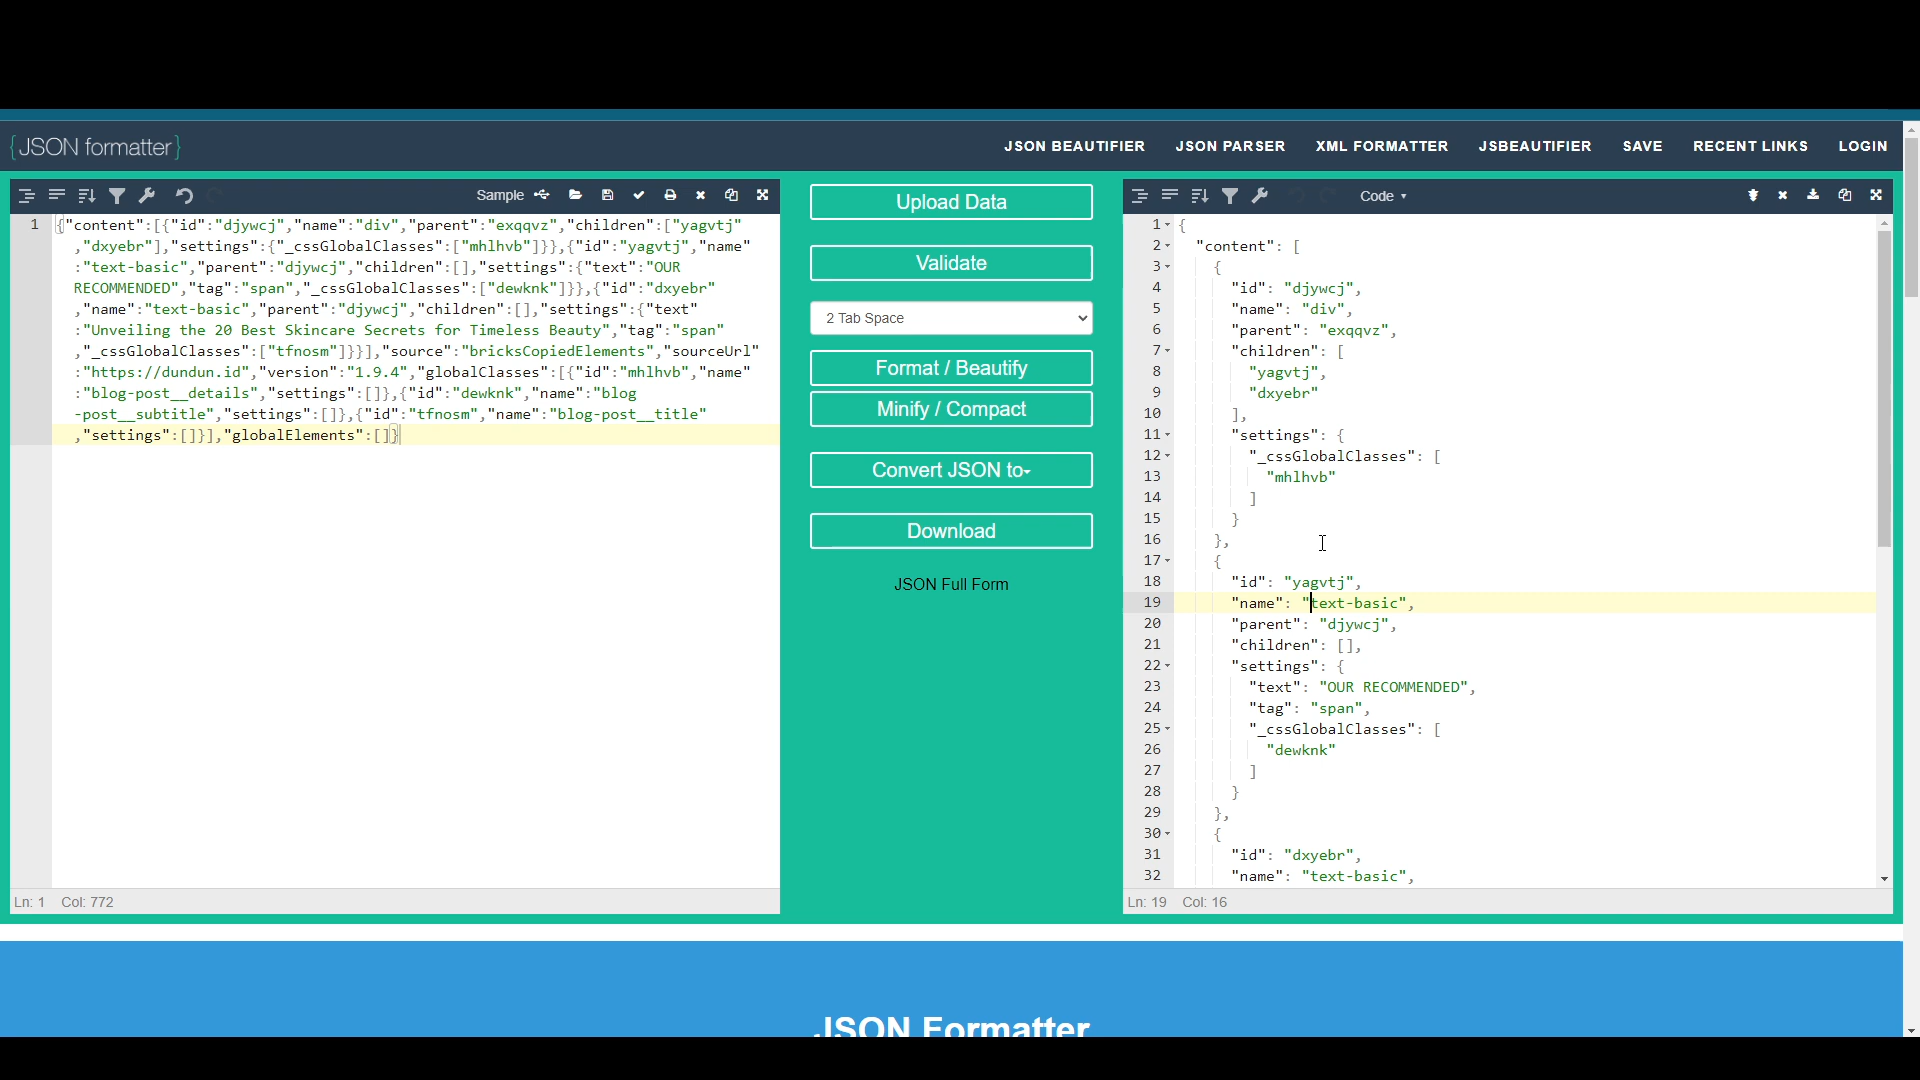 {JSON formatter}
JSON BEAUTIFIER JSON PARSER XML FORMATTER JSBEAUTIFIER SAVE RECENT LINKS LOGIN
Sample
1 {"content":[{"id":"djywcj","name":"div","parent":"exqqvz","children":["yagvtj"
,"dxyebr"],"settings":{"_cssGlobalClasses":["mhlhvb"]}},{"id":"yagvtj","name"
:"text-basic","parent":"djywcj","children":[],"settings":{"text":"OUR
RECOMMENDED","tag":"span","_cssGlobalClasses":["dewknk"]}},{"id":"dxyebr"
,"name":"text-basic","parent":"djywcj","children":[],"settings":{"text"
:"Unveiling the 20 Best Skincare Secrets for Timeless Beauty","tag":"span"
,"_cssGlobalClasses":["tfnosm"]}}],"source":"bricksCopiedElements","sourceUrl"
:"https://dundun.id","version":"1.9.4","globalClasses":[{"id":"mhlhvb","name"
:"blog-post__details","settings":[]},{"id":"dewknk","name":"blog
-post__subtitle","settings":[]},{"id":"tfnosm","name":"blog-post__title"
,"settings":[]}],"globalElements":[]}
Ln: 1 Col: 772
Upload Data
Validate
2 Tab Space
Format / Beautify
Minify / Compact
Convert JSON to
Download
JSON Full Form
Code
1 {
2 "content": [
3 {
4 "id": "djywcj",
5 "name": "div",
6 "parent": "exqqvz",
7 "children": [
8 "yagvtj",
9 "dxyebr"
10 ],
11 "settings": {
12 "_cssGlobalClasses": [
13 "mhlhvb"
14 ]
15 }
16 },
17 {
18 "id": "yagvtj",
19 "name": "text-basic",
20 "parent": "djywcj",
21 "children": [],
22 "settings": {
23 "text": "OUR RECOMMENDED",
24 "tag": "span",
25 "_cssGlobalClasses": [
26 "dewknk"
27 ]
28 }
29 },
30 {
31 "id": "dxyebr",
32 "name": "text-basic",
Ln: 19 Col: 16
JSON Formatter